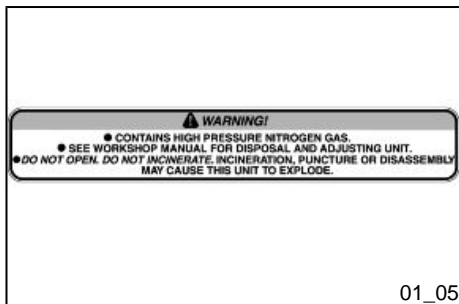 WARNING!
● CONTAINS HIGH PRESSURE NITROGEN GAS.
● SEE WORKSHOP MANUAL FOR DISPOSAL AND ADJUSTING UNIT.
● DO NOT OPEN. DO NOT INCINERATE. INCINERATION, PUNCTURE OR DISASSEMBLY
MAY CAUSE THIS UNIT TO EXPLODE.
01_05